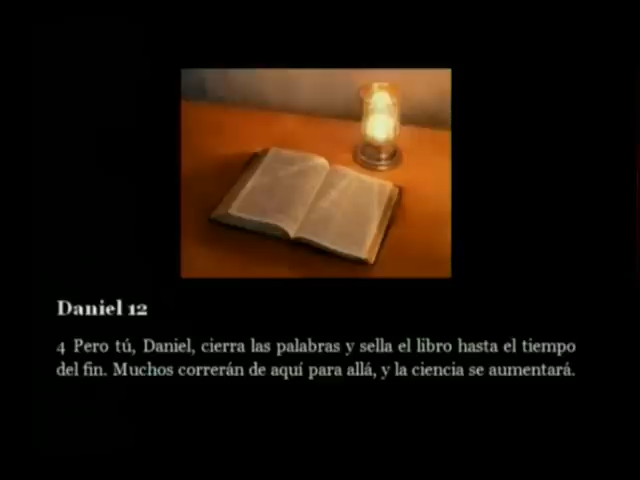 Daniel 12
4 Pero tú, Daniel, cierra las palabras y sella el libro hasta el tiempo
del fin. Muchos correrán de aquí para allá, y la ciencia se aumentará.